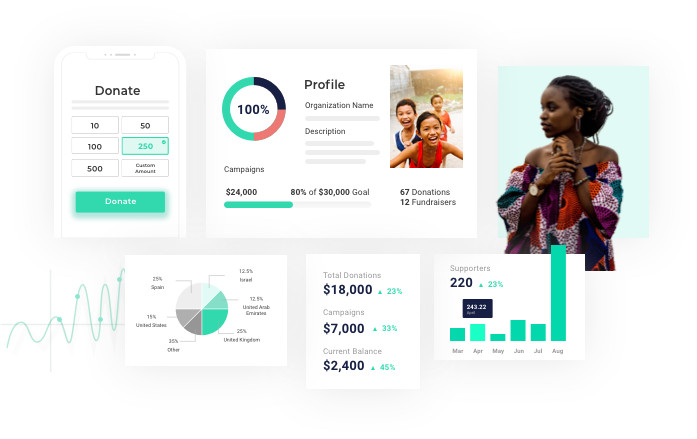 Donate
10
50
100
250
500
Custom
Amount
Donate
100%
Profile
Organization Name
Description
Campaigns
$24,000
80% of $30,000 Goal
67 Donations
12 Fundraisers
25%
Spain
12.5%
Israel
12.5%
United Arab
Emirates
15%
United States
25%
United Kingdom
25%
Other
Total Donations
$18,000 ▲ 23%
Campaigns
$7,000 ▲ 33%
Current Balance
$2,400 ▲ 45%
Supporters
220 ▲ 23%
243.22
April
Mar
Apr
May
Jun
Jul
Aug